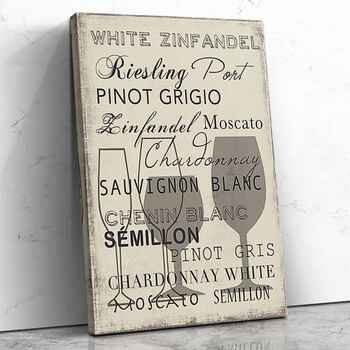 WHITE ZINFANDEL
Riesling Port
PINOT GRIGIO
Zinfandel Moscato
Chardonnay
SAUVIGNON BLANC
CHENIN BLANC
SÉMILLON
PINOT GRIS
CHARDONNAY WHITE
MOSCATO SEMILLON